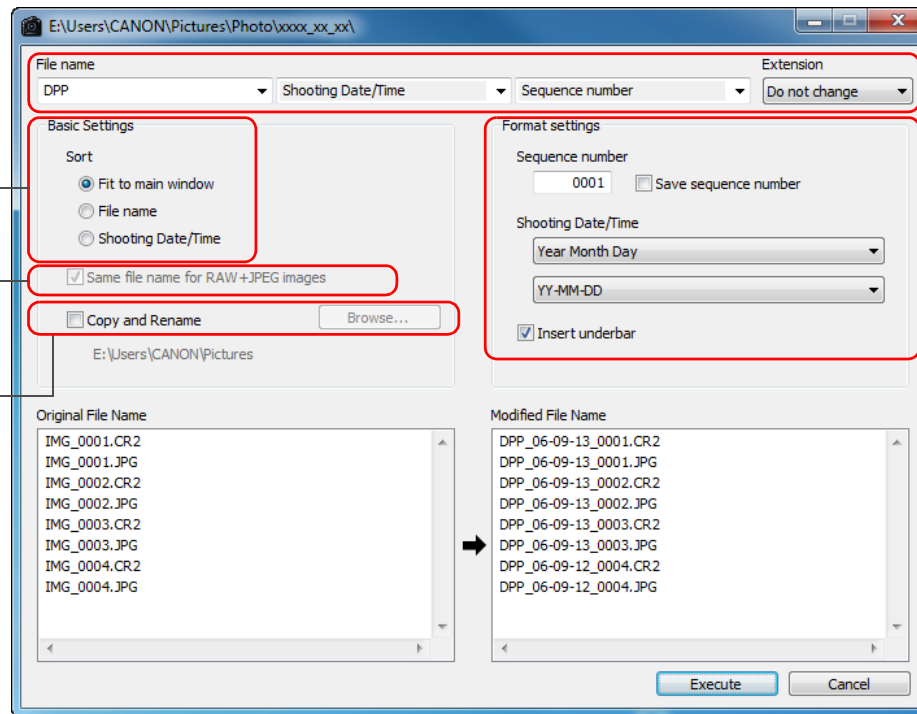 E:\Users\CANON\Pictures\Photo\xxxx_xx_xx\
File name
Extension
DPP
Shooting Date/Time
Sequence number
Do not change
Basic Settings
Sort
Fit to main window
File name
Shooting Date/Time
Same file name for RAW+JPEG images
Copy and Rename
Browse...
E:\Users\CANON\Pictures
Format settings
Sequence number
0001
Save sequence number
Shooting Date/Time
Year Month Day
YY-MM-DD
Insert underbar
Original File Name
IMG_0001.CR2
IMG_0001.JPG
IMG_0002.CR2
IMG_0002.JPG
IMG_0003.CR2
IMG_0003.JPG
IMG_0004.CR2
IMG_0004.JPG
Modified File Name
DPP_06-09-13_0001.CR2
DPP_06-09-13_0001.JPG
DPP_06-09-13_0002.CR2
DPP_06-09-13_0002.JPG
DPP_06-09-13_0003.CR2
DPP_06-09-13_0003.JPG
DPP_06-09-12_0004.CR2
DPP_06-09-12_0004.JPG
Execute
Cancel